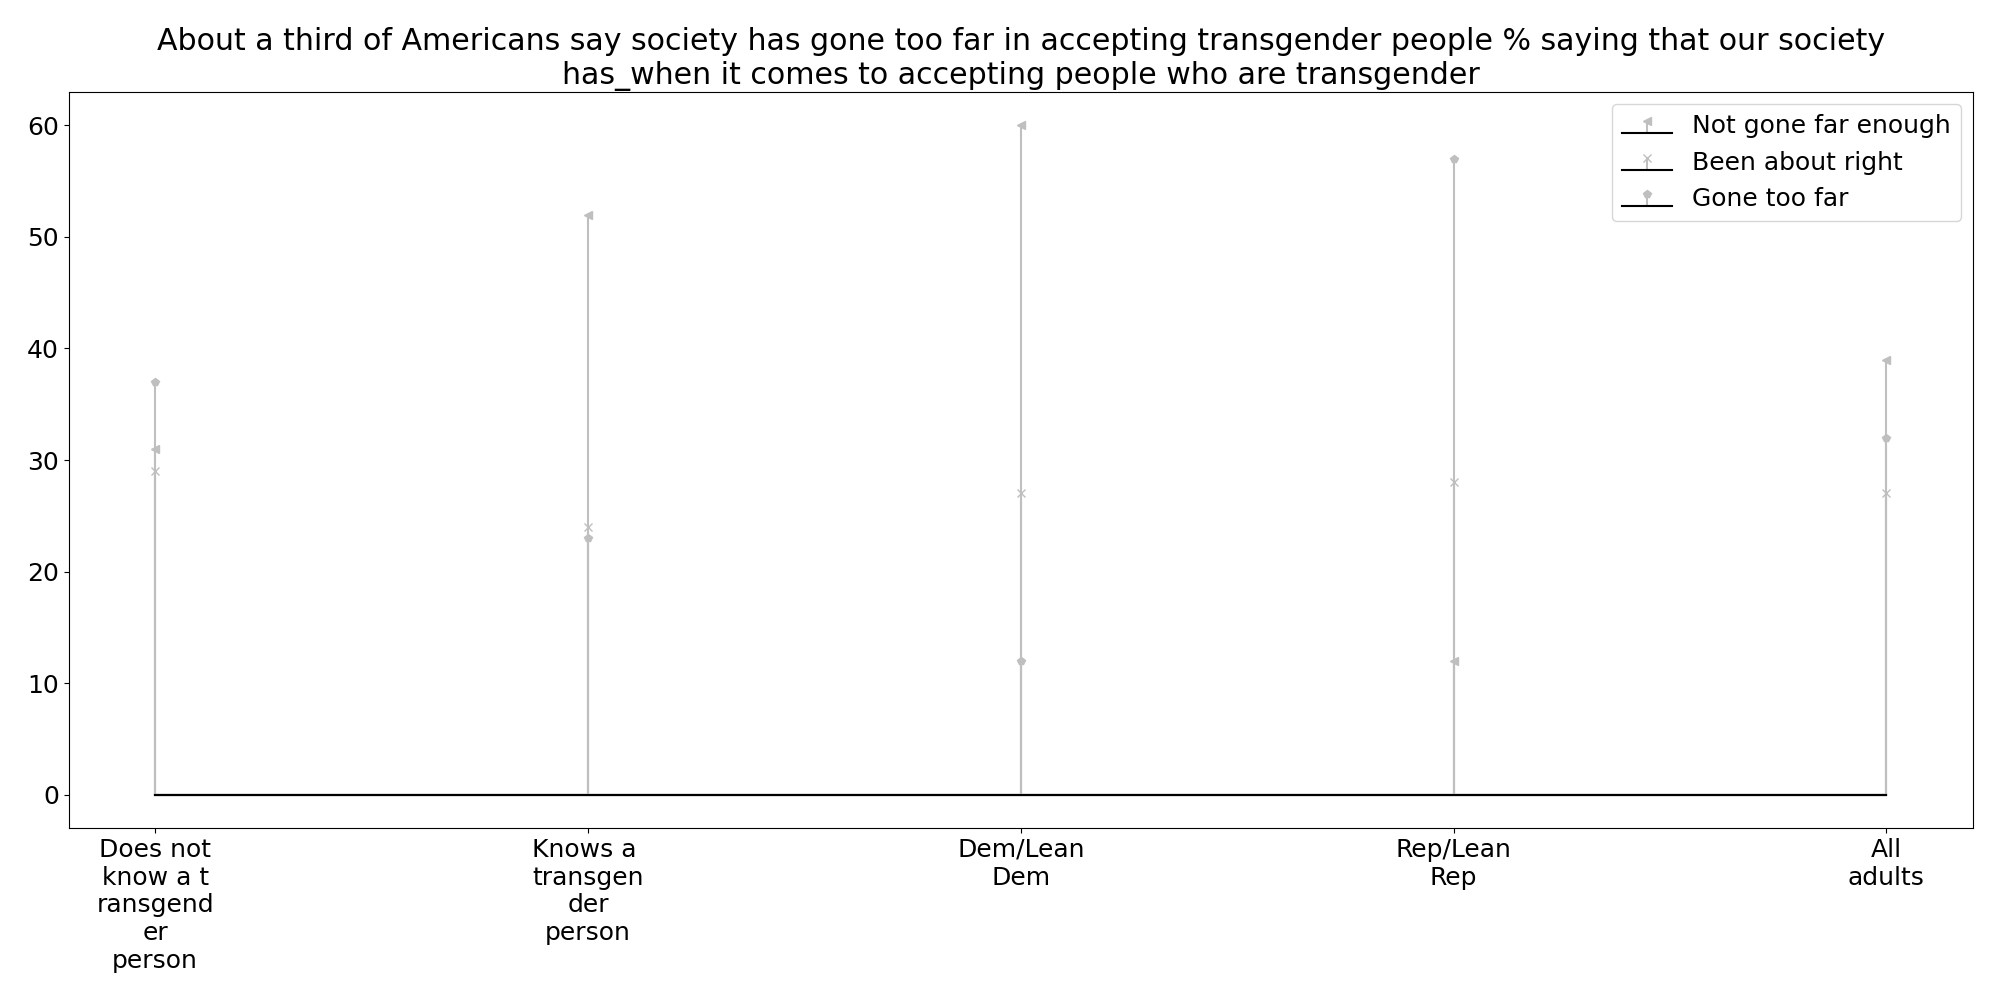 About a third of Americans say society has gone too far in accepting transgender people % saying that our society
has_when it comes to accepting people who are transgender
60
50
40
30
20
10
0
Not gone far enough
Been about right
Gone too far
Does not
know a t
ransgend
er
person
Knows a
transgen
der
person
Dem/Lean
Dem
Rep/Lean
Rep
All
adults